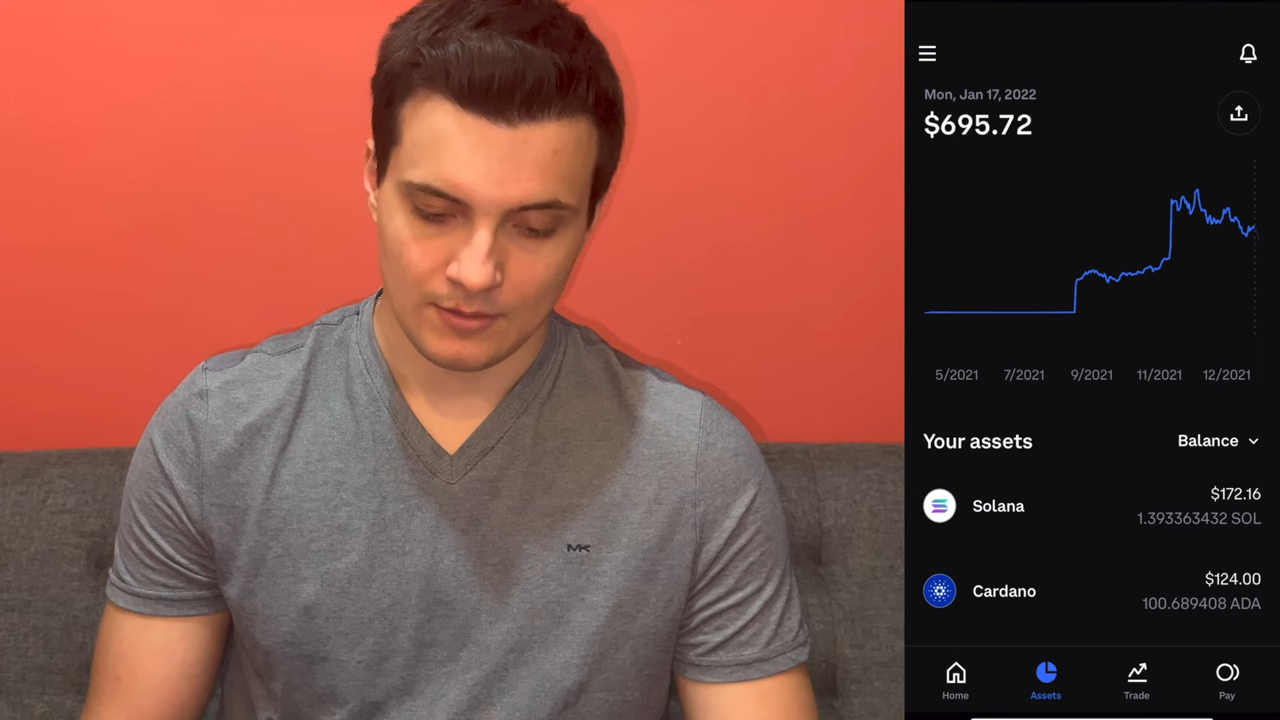 Mon, Jan 17, 2022
$695.72
5/2021 7/2021 9/2021 11/2021 12/2021
Your assets Balance
Solana $172.16
1.393363432 SOL
Cardano $124.00
100.689408 ADA
Home Assets Trade Pay
MK